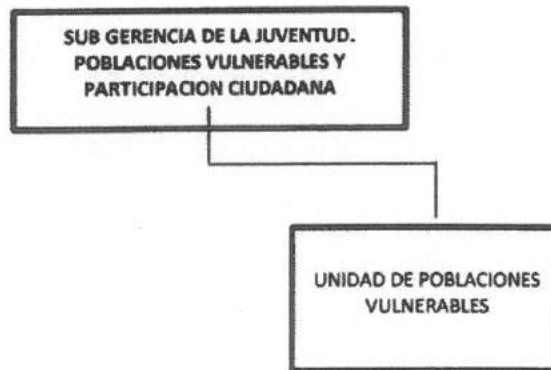 SUB GERENCIA DE LA JUVENTUD.
POBLACIONES VULNERABLES Y
PARTICIPACION CIUDADANA
UNIDAD DE POBLACIONES
VULNERABLES